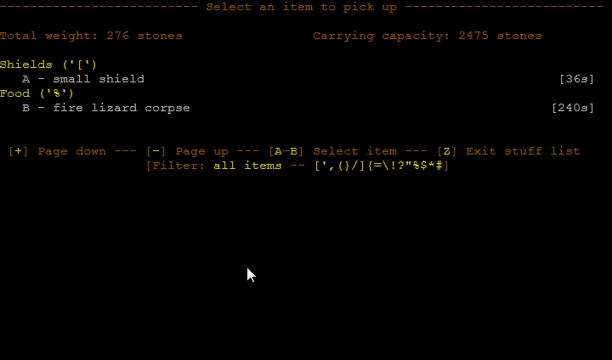 -------------------------- Select an item to pick up --------------------------
Total weight: 276 stones Carrying capacity: 2475 stones
Shields ('[')
A - small shield [36s]
Food ('%')
B - fire lizard corpse [240s]
[+] Page down --- [-] Page up --- [A-B] Select item --- [Z] Exit stuff list
[Filter: all items -- [',(}/]{=\!?"%$*#]